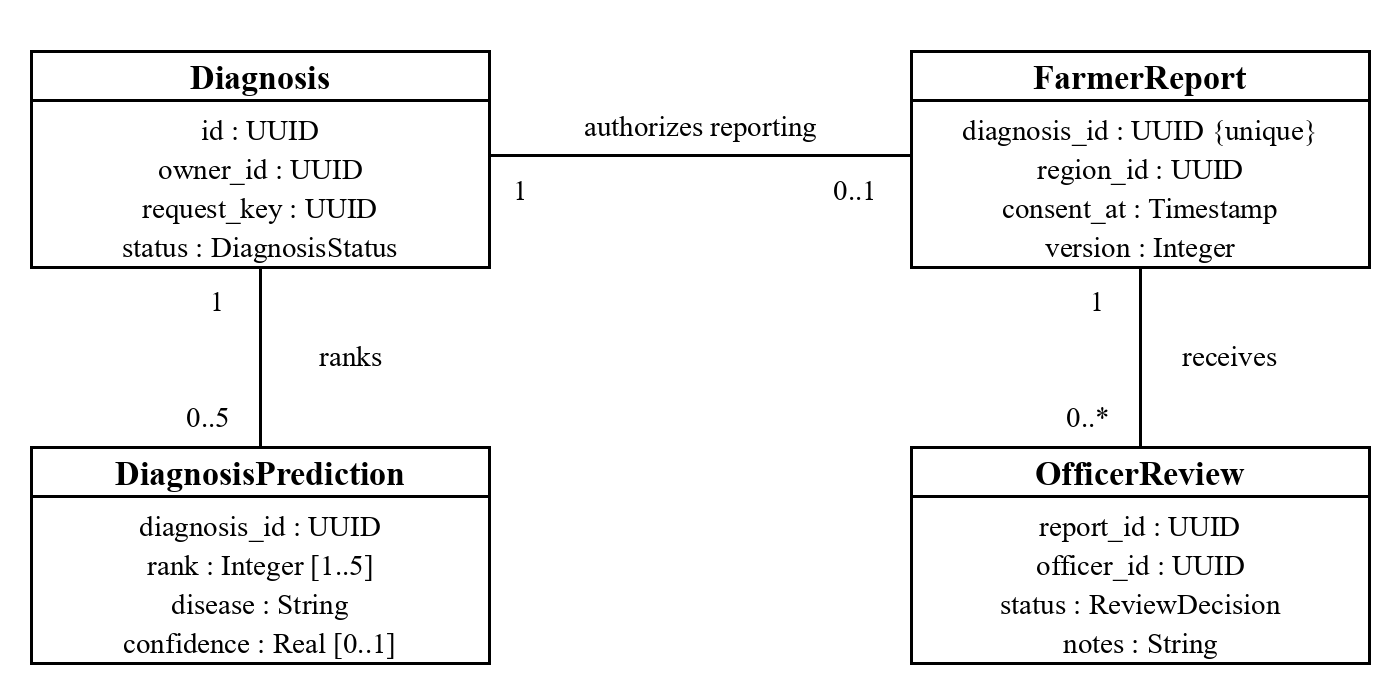 Diagnosis
id : UUID
owner_id : UUID
request_key : UUID
status : DiagnosisStatus
authorizes reporting
1
0..1
FarmerReport
diagnosis_id : UUID {unique}
region_id : UUID
consent_at : Timestamp
version : Integer
1
ranks
0..5
1
receives
0..*
DiagnosisPrediction
diagnosis_id : UUID
rank : Integer [1..5]
disease : String
confidence : Real [0..1]
OfficerReview
report_id : UUID
officer_id : UUID
status : ReviewDecision
notes : String